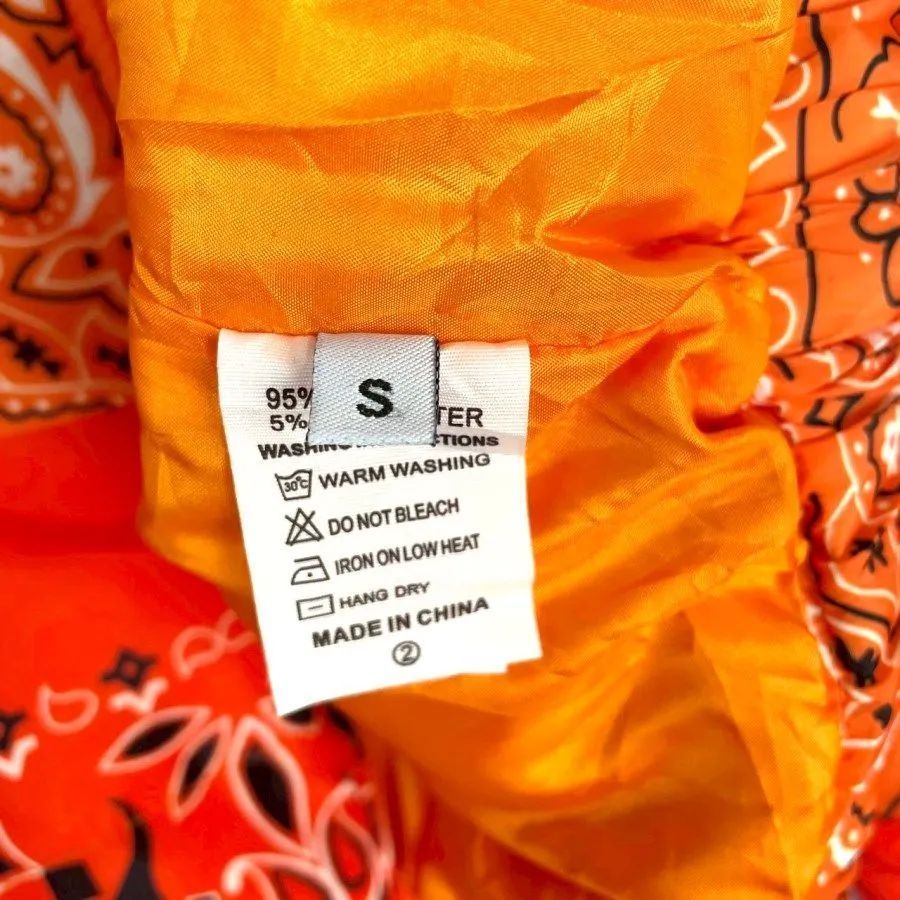 S
95%
5% TER
WASHING CTIONS
30°C WARM WASHING
DO NOT BLEACH
IRON ON LOW HEAT
HANG DRY
MADE IN CHINA
②